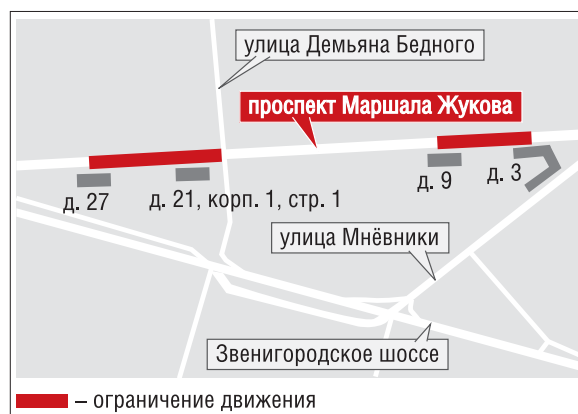 улица Демьяна Бедного
проспект Маршала Жукова
д. 27
д. 21, корп. 1, стр. 1
д. 9
д. 3
улица Мнёвники
Звенигородское шоссе
– ограничение движения